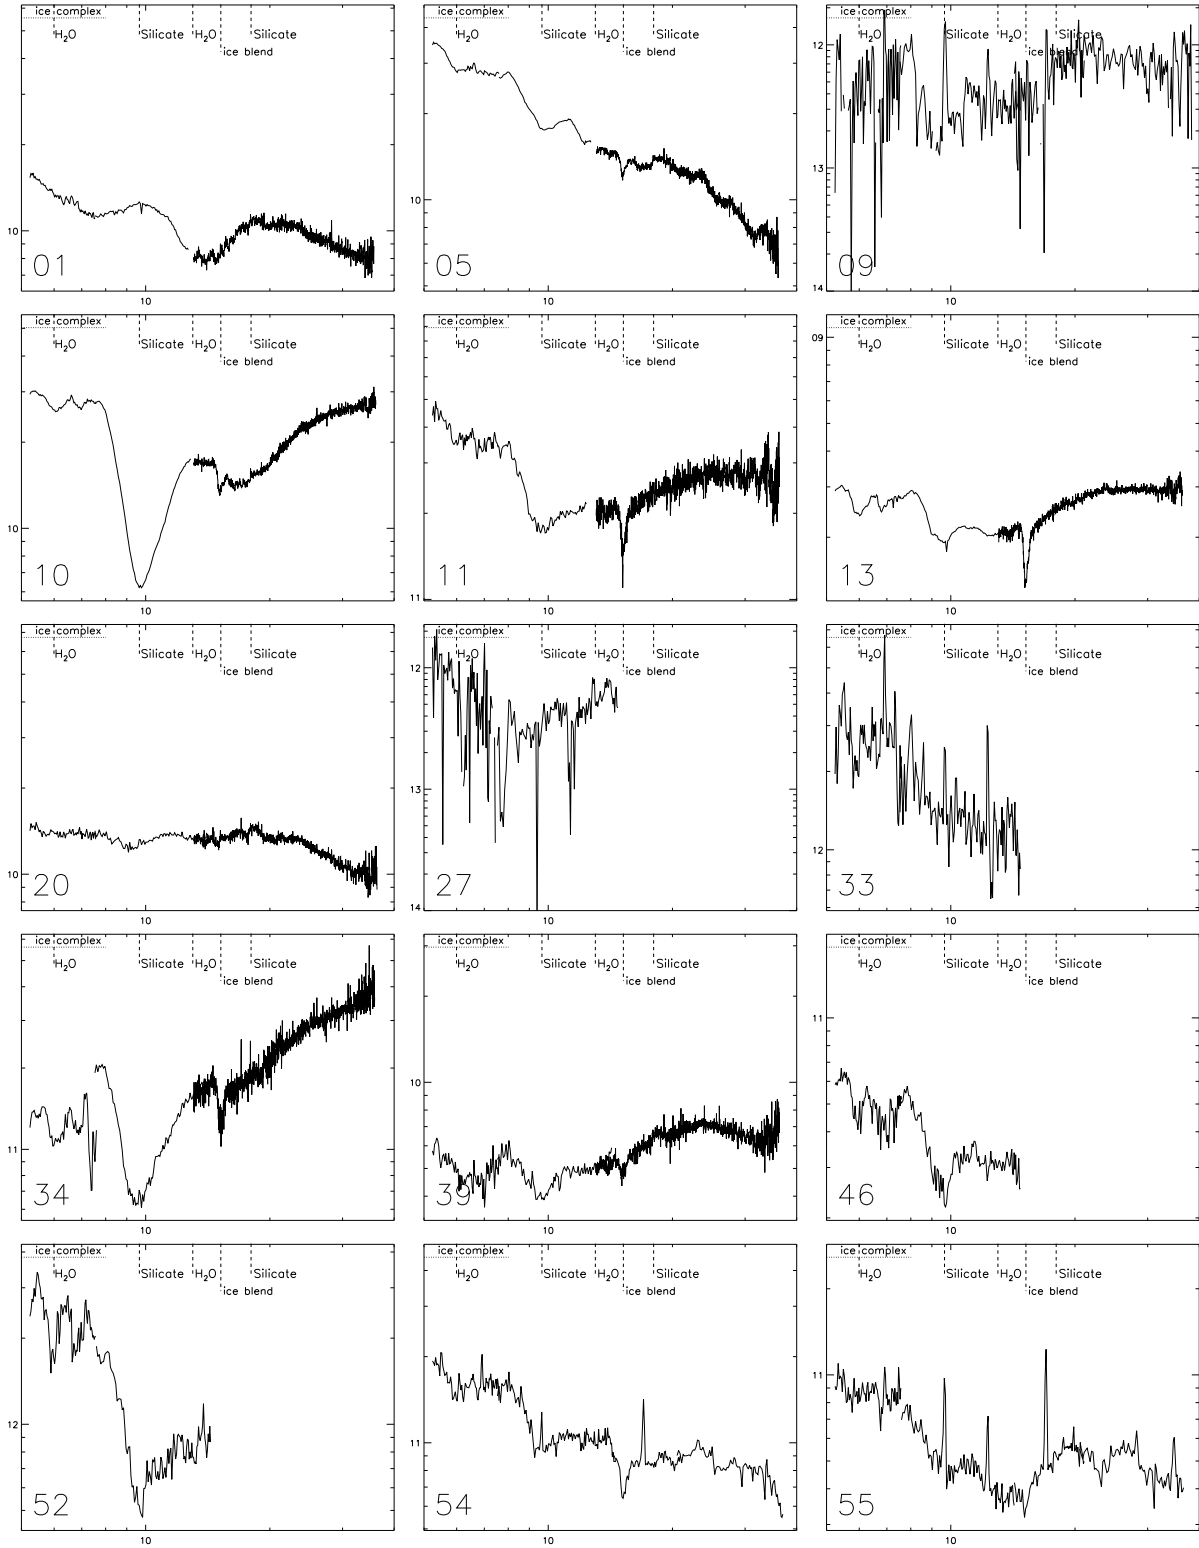 ice complex
H2O Silicate H2O Silicate
ice blend
10
01
10
ice complex
H2O Silicate H2O Silicate
ice blend
10
05
10
ice complex
H2O Silicate H2O Silicate
ice blend
12
13
14
09
10
ice complex
H2O Silicate H2O Silicate
ice blend
10
10
10
ice complex
H2O Silicate H2O Silicate
ice blend
11
11
10
ice complex
H2O Silicate H2O Silicate
ice blend
09
13
10
ice complex
H2O Silicate H2O Silicate
ice blend
10
20
10
ice complex
H2O Silicate H2O Silicate
ice blend
12
13
14
27
10
ice complex
H2O Silicate H2O Silicate
ice blend
12
33
10
ice complex
H2O Silicate H2O Silicate
ice blend
11
34
10
ice complex
H2O Silicate H2O Silicate
ice blend
10
39
10
ice complex
H2O Silicate H2O Silicate
ice blend
11
46
10
ice complex
H2O Silicate H2O Silicate
ice blend
12
52
10
ice complex
H2O Silicate H2O Silicate
ice blend
11
54
10
ice complex
H2O Silicate H2O Silicate
ice blend
11
11
55
10